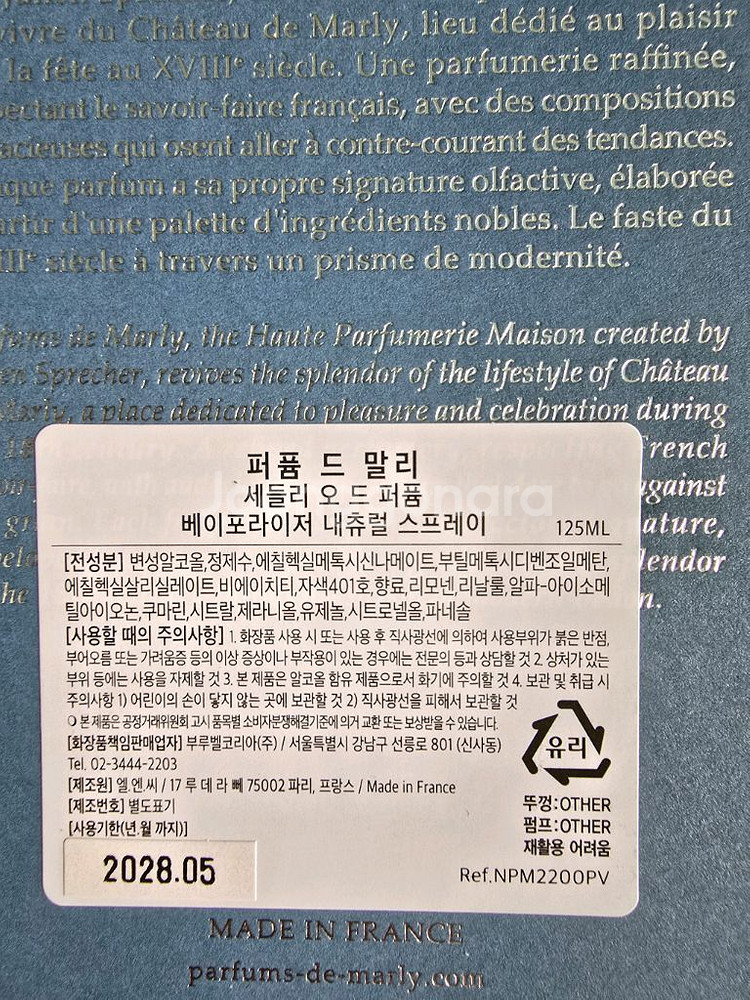 vivre du Château de Marly, lieu dédié au plaisir
la fête au XVIIIe siècle. Une parfumerie raffinée,
le savoir-faire français, avec des compositions
qui osent aller à contre-courant des tendances.
parfum a sa propre signature olfactive, élaborée
d'une palette d'ingrédients nobles. Le faste du
siècle à travers un prisme de modernité.
de Marly, the Haute Parfumerie Maison created by
Sprecher, revives the splendor of the lifestyle of Château
Marly, a place dedicated to pleasure and celebration during
퍼퓸 드 말리
세들리 오 드 퍼퓸
베이포라이저 내츄럴 스프레이 125ML
[전성분] 변성알코올,정제수,에칠헥실메톡시신나메이트,부틸메톡시디벤조일메탄,
에칠헥실살리실레이트,비에이치티,자색401호,향료,리모넨,리날룰,알파-아이소메
틸아이오논,쿠마린,시트랄,제라니올,유제놀,시트로넬올,파네솔
[사용할 때의 주의사항] 1. 화장품 사용 시 또는 사용 후 직사광선에 의하여 사용부위가 붉은 반점,
부어오름 또는 가려움증 등의 이상 증상이나 부작용이 있는 경우에는 전문의 등과 상담할 것 2. 상처가 있는
부위 등에는 사용을 자제할 것 3. 본 제품은 알코올 함유 제품으로서 화기에 주의할 것 4. 보관 및 취급 시
주의사항 1) 어린이의 손이 닿지 않는 곳에 보관할 것 2) 직사광선을 피해서 보관할 것
○ 본 제품은 공정거래위원회 고시 품목별 소비자분쟁해결기준에 의거 교환 또는 보상받을 수 있습니다.
[화장품책임판매업자] 부루벨코리아(주) / 서울특별시 강남구 선릉로 801 (신사동)
Tel. 02-3444-2203
[제조원] 엘.엔.씨 / 17 루 데 라 뻬 75002 파리, 프랑스 / Made in France
[제조번호] 별도표기
[사용기한(년.월 까지)]
2028.05
유리
뚜껑:OTHER
펌프:OTHER
재활용 어려움
Ref.NPM2200PV
French
against
splendor
MADE IN FRANCE
parfums-de-marly.com